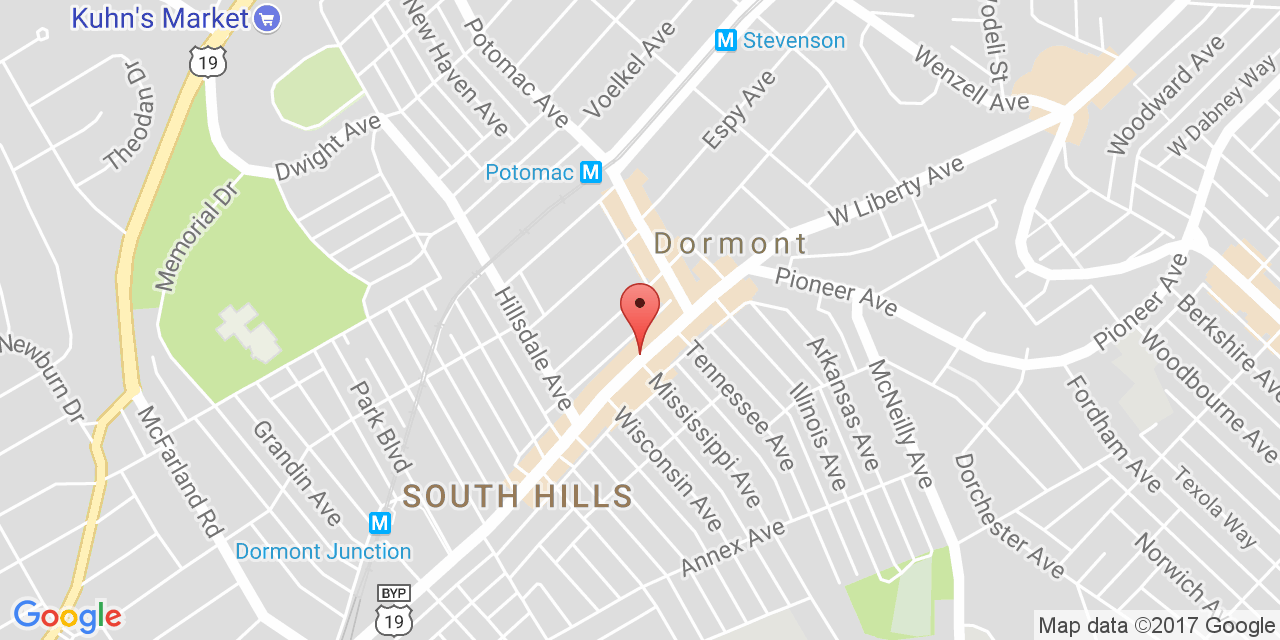 Kuhn's Market
19
Theodan Dr
New Haven Ave
Potomac Ave
Voelkel Ave
Stevenson
Wenzell Ave
Vodeli St
Woodward Ave
W Dabney Way
Espy Ave
Dwight Ave
Potomac
Memorial Dr
W Liberty Ave
Dormont
Pioneer Ave
Pioneer Ave
Berkshire Ave
Woodbourne Ave
Hillsdale Ave
Newburn Dr
Park Blvd
Grandin Ave
McFarland Rd
Tennessee Ave
Mississippi Ave
Wisconsin Ave
Illinois Ave
Arkansas Ave
McNeilly Ave
Fordham Ave
Texola Way
Dorchester Ave
Norwich Av
SOUTH HILLS
Annex Ave
M
M
M
Dormont Junction
BYP
19
Google
Map data ©2017 Google